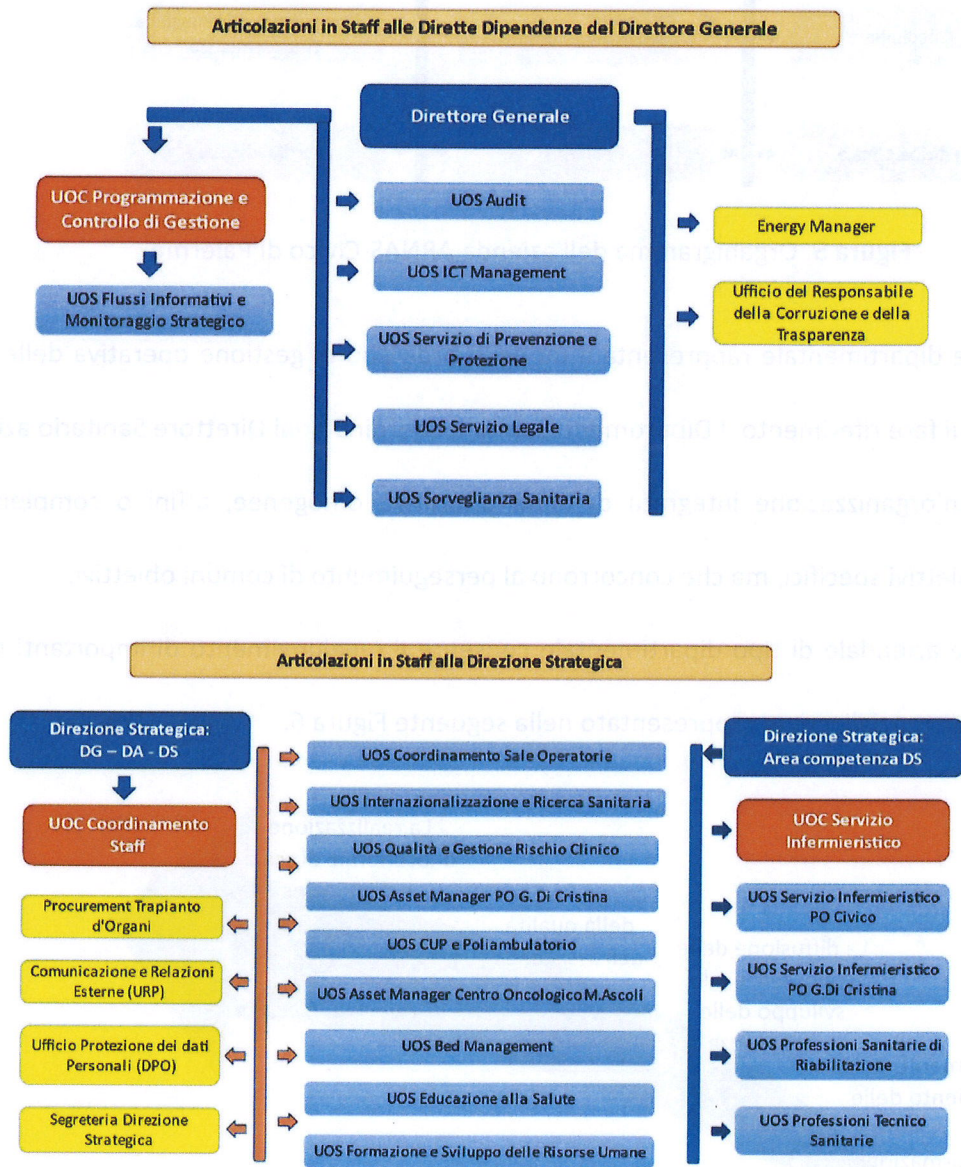 Articolazioni in Staff alle Dirette Dipendenze del Direttore Generale
Direttore Generale
UOC Programmazione e
Controllo di Gestione
UOS Flussi Informativi e
Monitoraggio Strategico
UOS Audit
UOS ICT Management
UOS Servizio di Prevenzione e
Protezione
UOS Servizio Legale
UOS Sorveglianza Sanitaria
Energy Manager
Ufficio del Responsabile
della Corruzione e della
Trasparenza
Articolazioni in Staff alla Direzione Strategica
Direzione Strategica:
DG – DA - DS
UOC Coordinamento
Staff
Procurement Trapianto
d'Organi
Comunicazione e Relazioni
Esterne (URP)
Ufficio Protezione dei dati
Personali (DPO)
Segreteria Direzione
Strategica
UOS Coordinamento Sale Operatorie
UOS Internazionalizzazione e Ricerca Sanitaria
UOS Qualità e Gestione Rischio Clinico
UOS Asset Manager PO G. Di Cristina
UOS CUP e Poliambulatorio
UOS Asset Manager Centro Oncologico M.Ascoli
UOS Bed Management
UOS Educazione alla Salute
UOS Formazione e Sviluppo delle Risorse Umane
Direzione Strategica:
Area competenza DS
UOC Servizio
Infermieristico
UOS Servizio Infermieristico
PO Civico
UOS Servizio Infermieristico
PO G.Di Cristina
UOS Professioni Sanitarie di
Riabilitazione
UOS Professioni Tecnico
Sanitarie